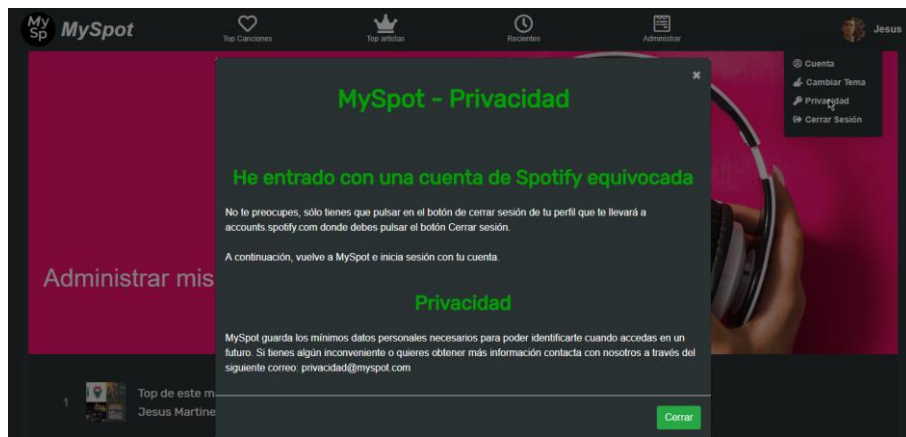 My
Sp
MySpot
Top Canciones
Top artistas
Recientes
Administrar
Jesus
Cuenta
Cambiar Tema
Privacidad
Cerrar Sesión
×
MySpot - Privacidad
He entrado con una cuenta de Spotify equivocada
No te preocupes, sólo tienes que pulsar en el botón de cerrar sesión de tu perfil que te llevará a
accounts.spotify.com donde debes pulsar el botón Cerrar sesión.
A continuación, vuelve a MySpot e inicia sesión con tu cuenta.
Administrar mis
Privacidad
MySpot guarda los mínimos datos personales necesarios para poder identificarte cuando accedas en un
futuro. Si tienes algún inconveniente o quieres obtener más información contacta con nosotros a través del
siguiente correo: privacidad@myspot.com
1
Top de este m
Jesus Martine
Cerrar